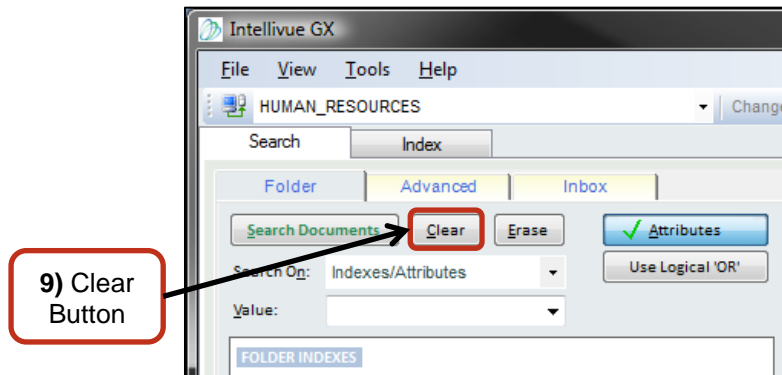 Intellivue GX
File View Tools Help
HUMAN_RESOURCES Change
Search Index
Folder Advanced Inbox
Search Documents Clear Erase Attributes
Search On: Indexes/Attributes Use Logical 'OR'
9) Clear
Button
Value:
FOLDER INDEXES